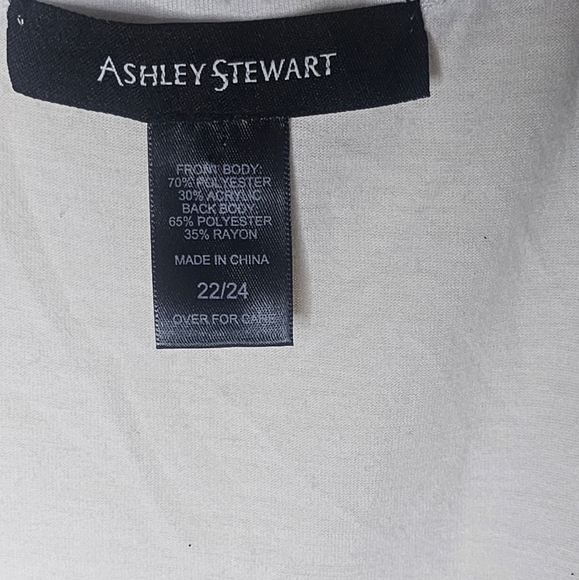 ASHLEY STEWART
FRONT BODY:
70% POLYESTER
30% ACRYLIC
BACK BODY:
65% POLYESTER
35% RAYON
MADE IN CHINA
22/24
OVER FOR CARE